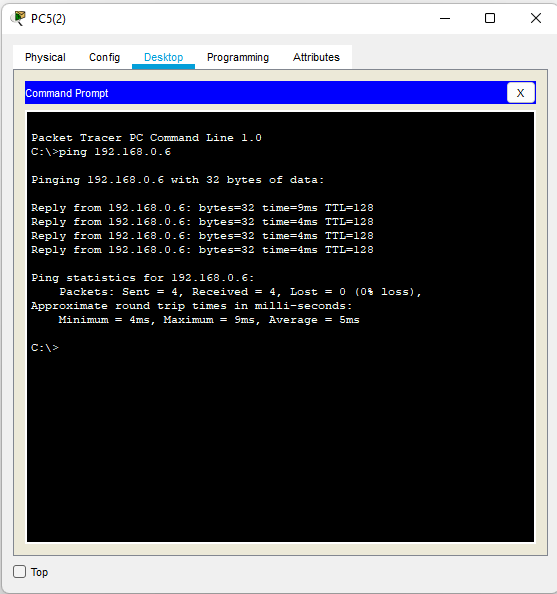 PC5(2)
Physical Config Desktop Programming Attributes
Command Prompt X
Packet Tracer PC Command Line 1.0
C:\>ping 192.168.0.6
Pinging 192.168.0.6 with 32 bytes of data:
Reply from 192.168.0.6: bytes=32 time=9ms TTL=128
Reply from 192.168.0.6: bytes=32 time=4ms TTL=128
Reply from 192.168.0.6: bytes=32 time=4ms TTL=128
Reply from 192.168.0.6: bytes=32 time=4ms TTL=128
Ping statistics for 192.168.0.6:
Packets: Sent = 4, Received = 4, Lost = 0 (0% loss),
Approximate round trip times in milli-seconds:
Minimum = 4ms, Maximum = 9ms, Average = 5ms
C:\>
Top